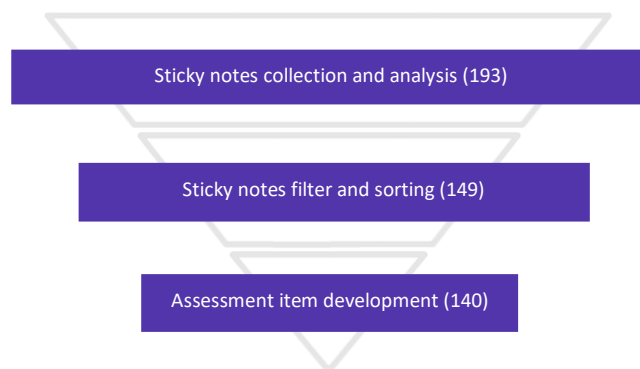 Sticky notes collection and analysis (193)
Sticky notes filter and sorting (149)
Assessment item development (140)